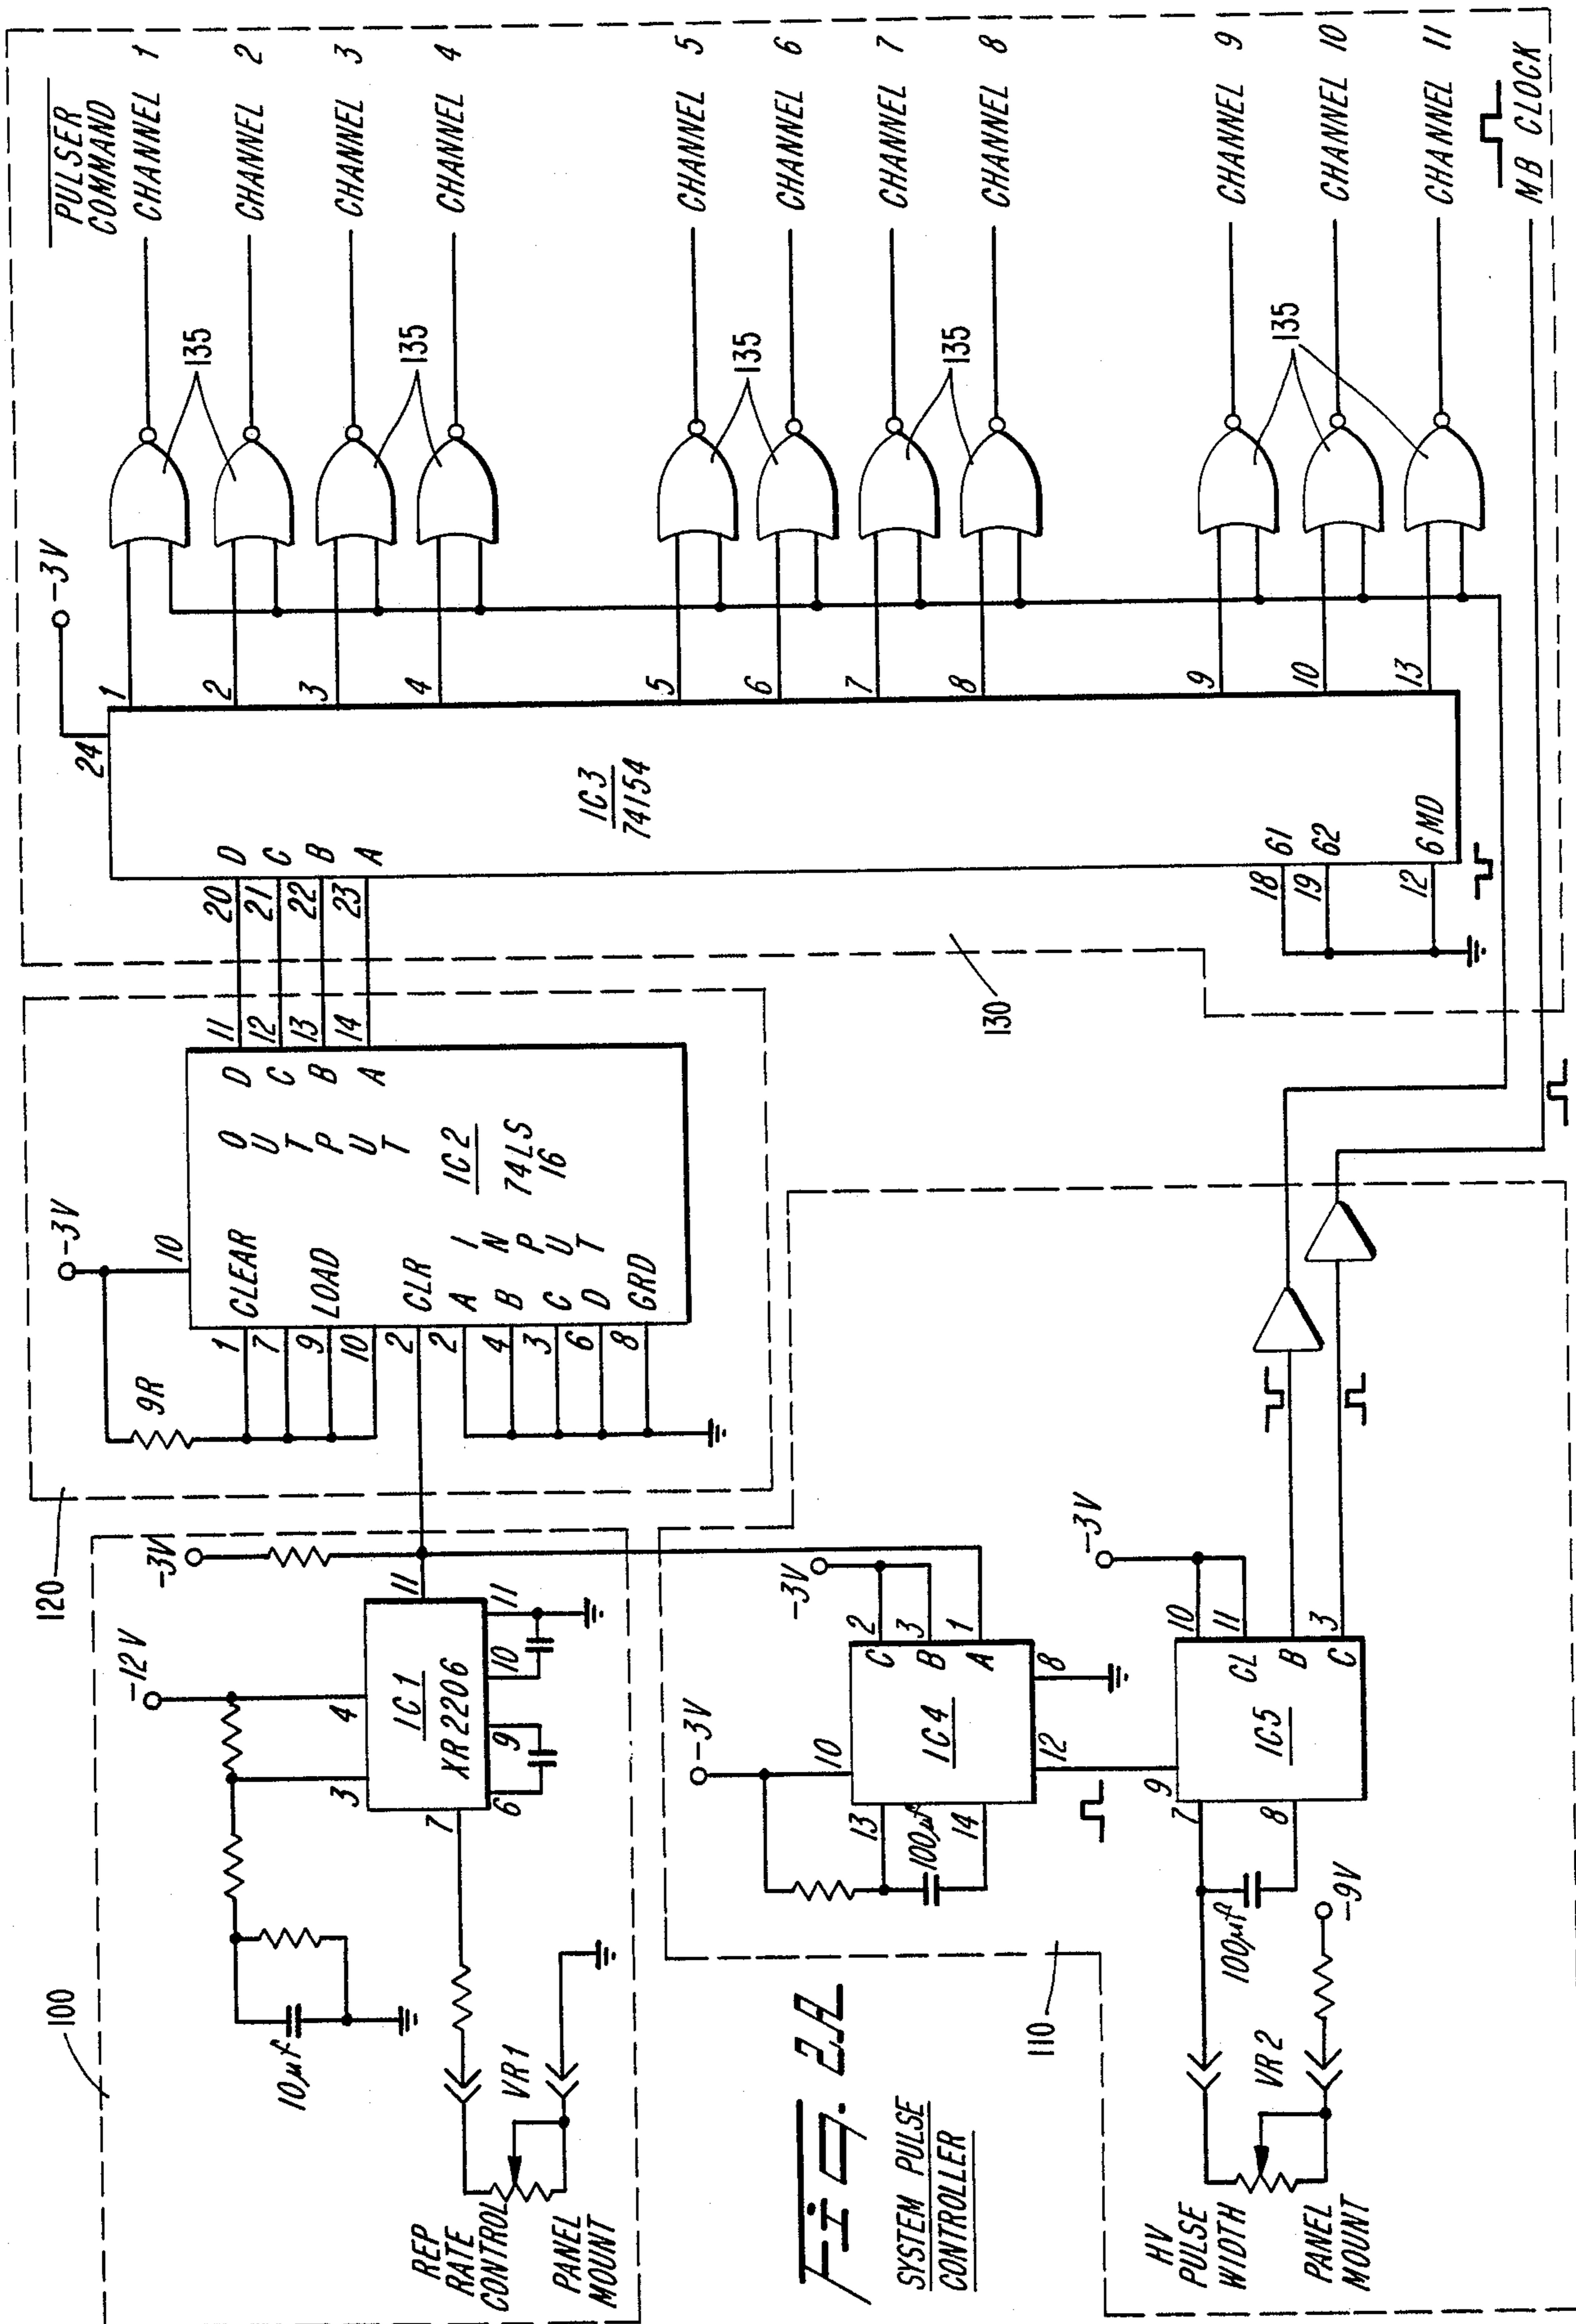 100
-12V
10µf
3
4
IC1
XR2206
7
6
9
10
11
11
-3V
REP
RATE
CONTROL
VR1
PANEL
MOUNT
120
-3V
9R
10
1
7
9
10
2
2
4
3
6
8
CLEAR
LOAD
CLR
A
B
C
D
GRD
INPUT
OUTPUT
IC2
74LS
16
D
C
B
A
11
12
13
14
20
21
22
23
D
C
B
A
-3V
24
IC3
74154
18
19
12
61
62
6MD
130
1
2
3
4
5
6
7
8
9
10
13
135
135
135
135
135
PULSER
COMMAND
CHANNEL 1
CHANNEL 2
CHANNEL 3
CHANNEL 4
CHANNEL 5
CHANNEL 6
CHANNEL 7
CHANNEL 8
CHANNEL 9
CHANNEL 10
CHANNEL 11
MB CLOCK
110
-3V
10
13
14
100µf
IC4
C
B
A
2
3
1
-3V
8
12
9
7
8
100µf
IC5
CL
B
C
10
11
3
-3V
HV
PULSE
WIDTH
VR2
PANEL
MOUNT
-9V
Fig. 2A
SYSTEM PULSE
CONTROLLER